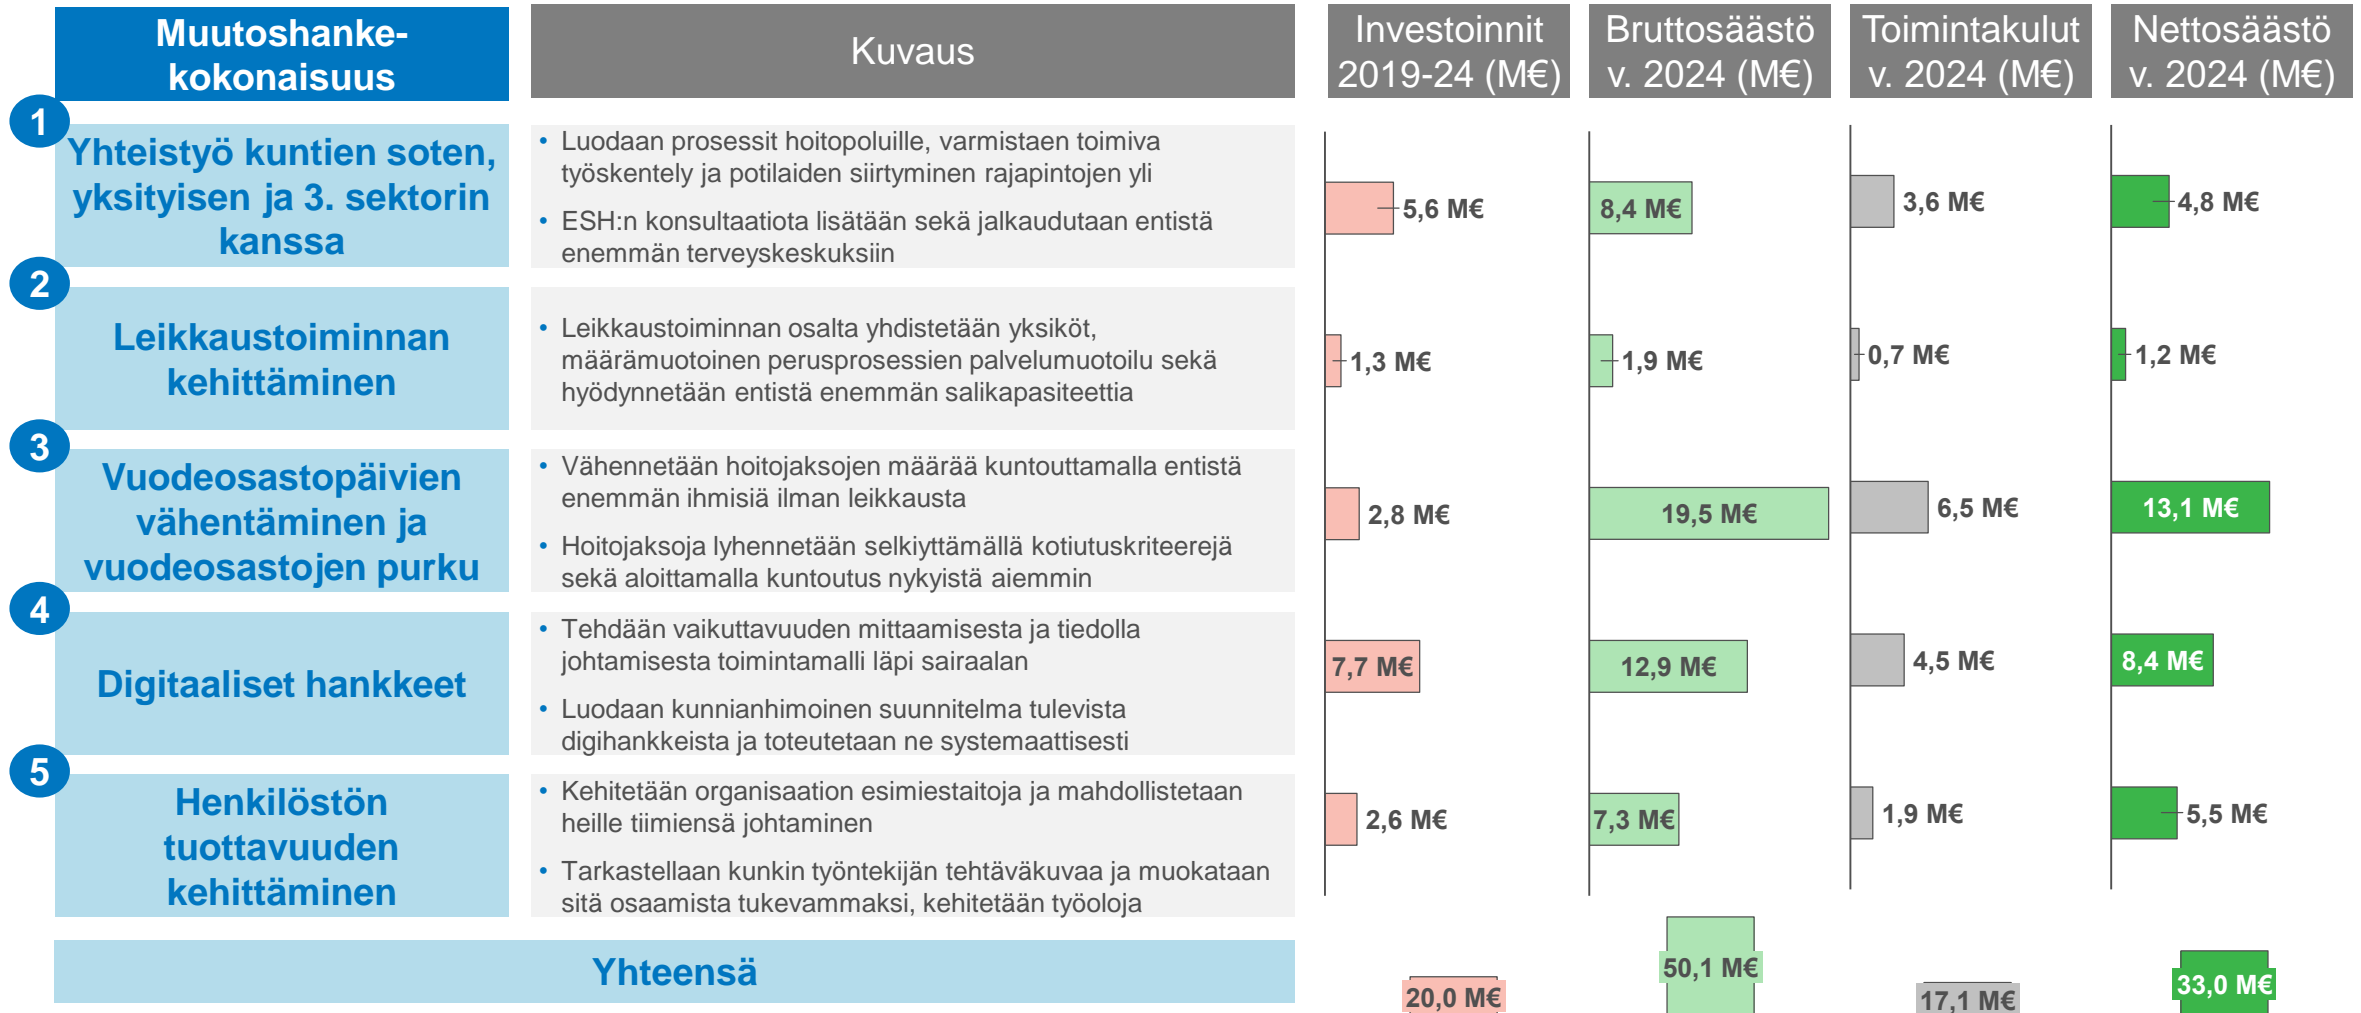 Muutoshanke-
kokonaisuus
Kuvaus
Investoinnit
2019-24 (M€)
Bruttosäästö
v. 2024 (M€)
Toimintakulut
v. 2024 (M€)
Nettosäästö
v. 2024 (M€)
1
Yhteistyö kuntien soten,
yksityisen ja 3. sektorin
kanssa
• Luodaan prosessit hoitopoluille, varmistaen toimiva
työskentely ja potilaiden siirtyminen rajapintojen yli
• ESH:n konsultaatiota lisätään sekä jalkaudutaan entistä
enemmän terveyskeskuksiin
5,6 M€
8,4 M€
3,6 M€
4,8 M€
2
Leikkaustoiminnan
kehittäminen
• Leikkaustoiminnan osalta yhdistetään yksiköt,
määrämuotoinen perusprosessien palvelumuotoilu sekä
hyödynnetään entistä enemmän salikapasiteettia
1,3 M€
1,9 M€
0,7 M€
1,2 M€
3
Vuodeosastopäivien
vähentäminen ja
vuodeosastojen purku
• Vähennetään hoitojaksojen määrää kuntouttamalla entistä
enemmän ihmisiä ilman leikkausta
• Hoitojaksoja lyhennetään selkiyttämällä kotiutuskriteerejä
sekä aloittamalla kuntoutus nykyistä aiemmin
2,8 M€
19,5 M€
6,5 M€
13,1 M€
4
Digitaaliset hankkeet
• Tehdään vaikuttavuuden mittaamisesta ja tiedolla
johtamisesta toimintamalli läpi sairaalan
• Luodaan kunnianhimoinen suunnitelma tulevista
digihankkeista ja toteutetaan ne systemaattisesti
7,7 M€
12,9 M€
4,5 M€
8,4 M€
5
Henkilöstön
tuottavuuden
kehittäminen
• Kehitetään organisaation esimiestaitoja ja mahdollistetaan
heille tiimiensä johtaminen
• Tarkastellaan kunkin työntekijän tehtäväkuvaa ja muokataan
sitä osaamista tukevammaksi, kehitetään työoloja
2,6 M€
7,3 M€
1,9 M€
5,5 M€
Yhteensä
20,0 M€
50,1 M€
17,1 M€
33,0 M€